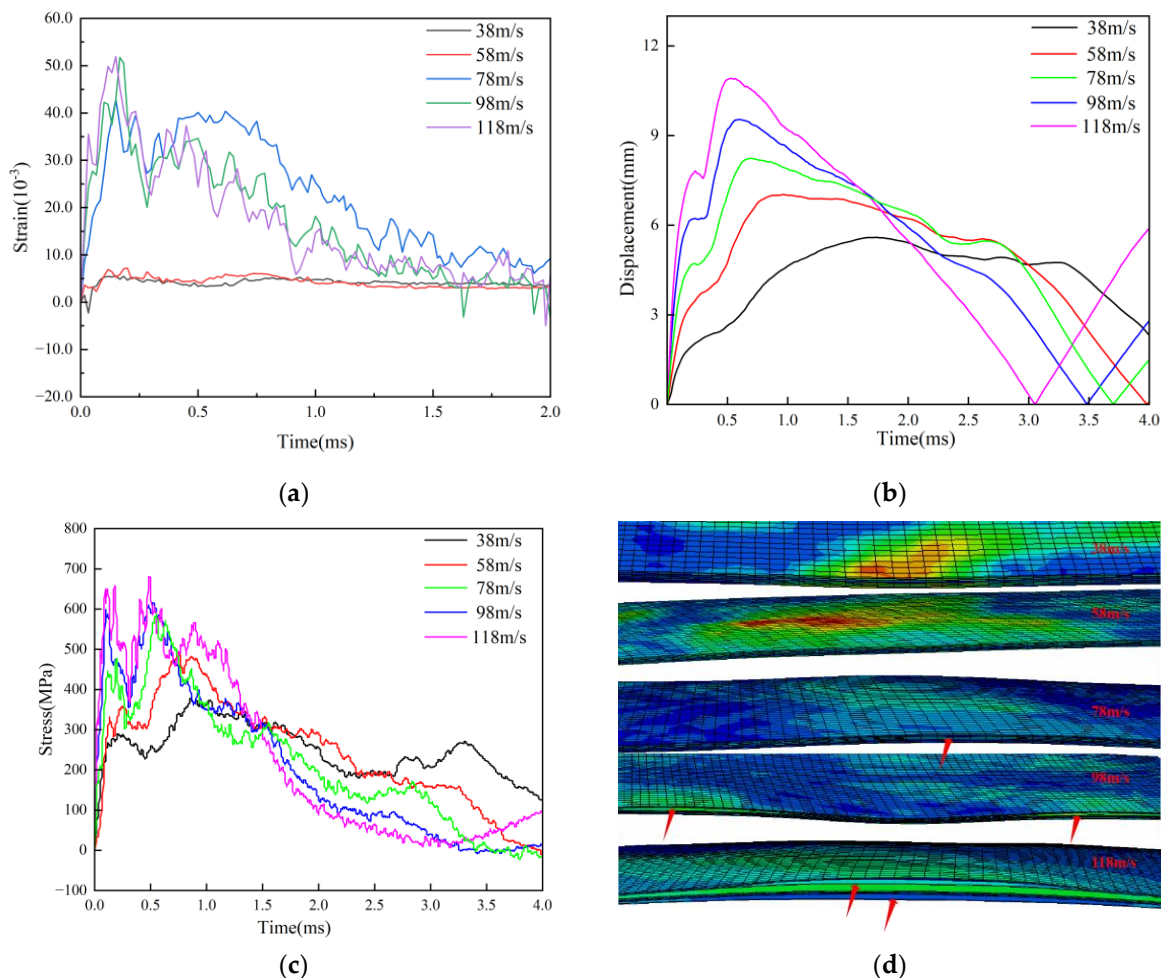 60.0
50.0
40.0
30.0
20.0
10.0
0.0
−10.0
−20.0
Strain(10⁻³)
0.0 0.5 1.0 1.5 2.0
Time(ms)
38m/s
58m/s
78m/s
98m/s
118m/s
(a)
12
9
6
3
0
Displacement(mm)
0.5 1.0 1.5 2.0 2.5 3.0 3.5 4.0
Time(ms)
38m/s
58m/s
78m/s
98m/s
118m/s
(b)
800
700
600
500
400
300
200
100
0
−100
Stress(MPa)
0.0 0.5 1.0 1.5 2.0 2.5 3.0 3.5 4.0
Time(ms)
38m/s
58m/s
78m/s
98m/s
118m/s
(c)
38m/s
58m/s
78m/s
98m/s
118m/s
(d)